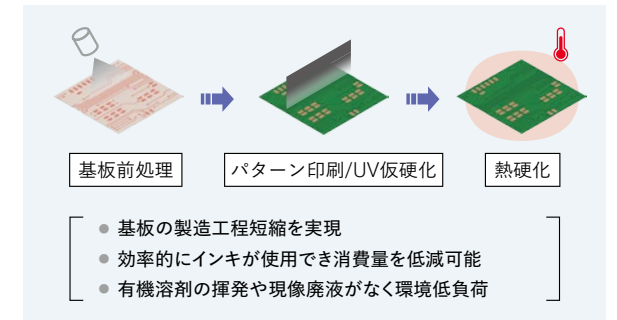 基板前処理
パターン印刷/UV仮硬化
熱硬化
● 基板の製造工程短縮を実現
● 効率的にインキが使用でき消費量を低減可能
● 有機溶剤の揮発や現像廃液がなく環境低負荷